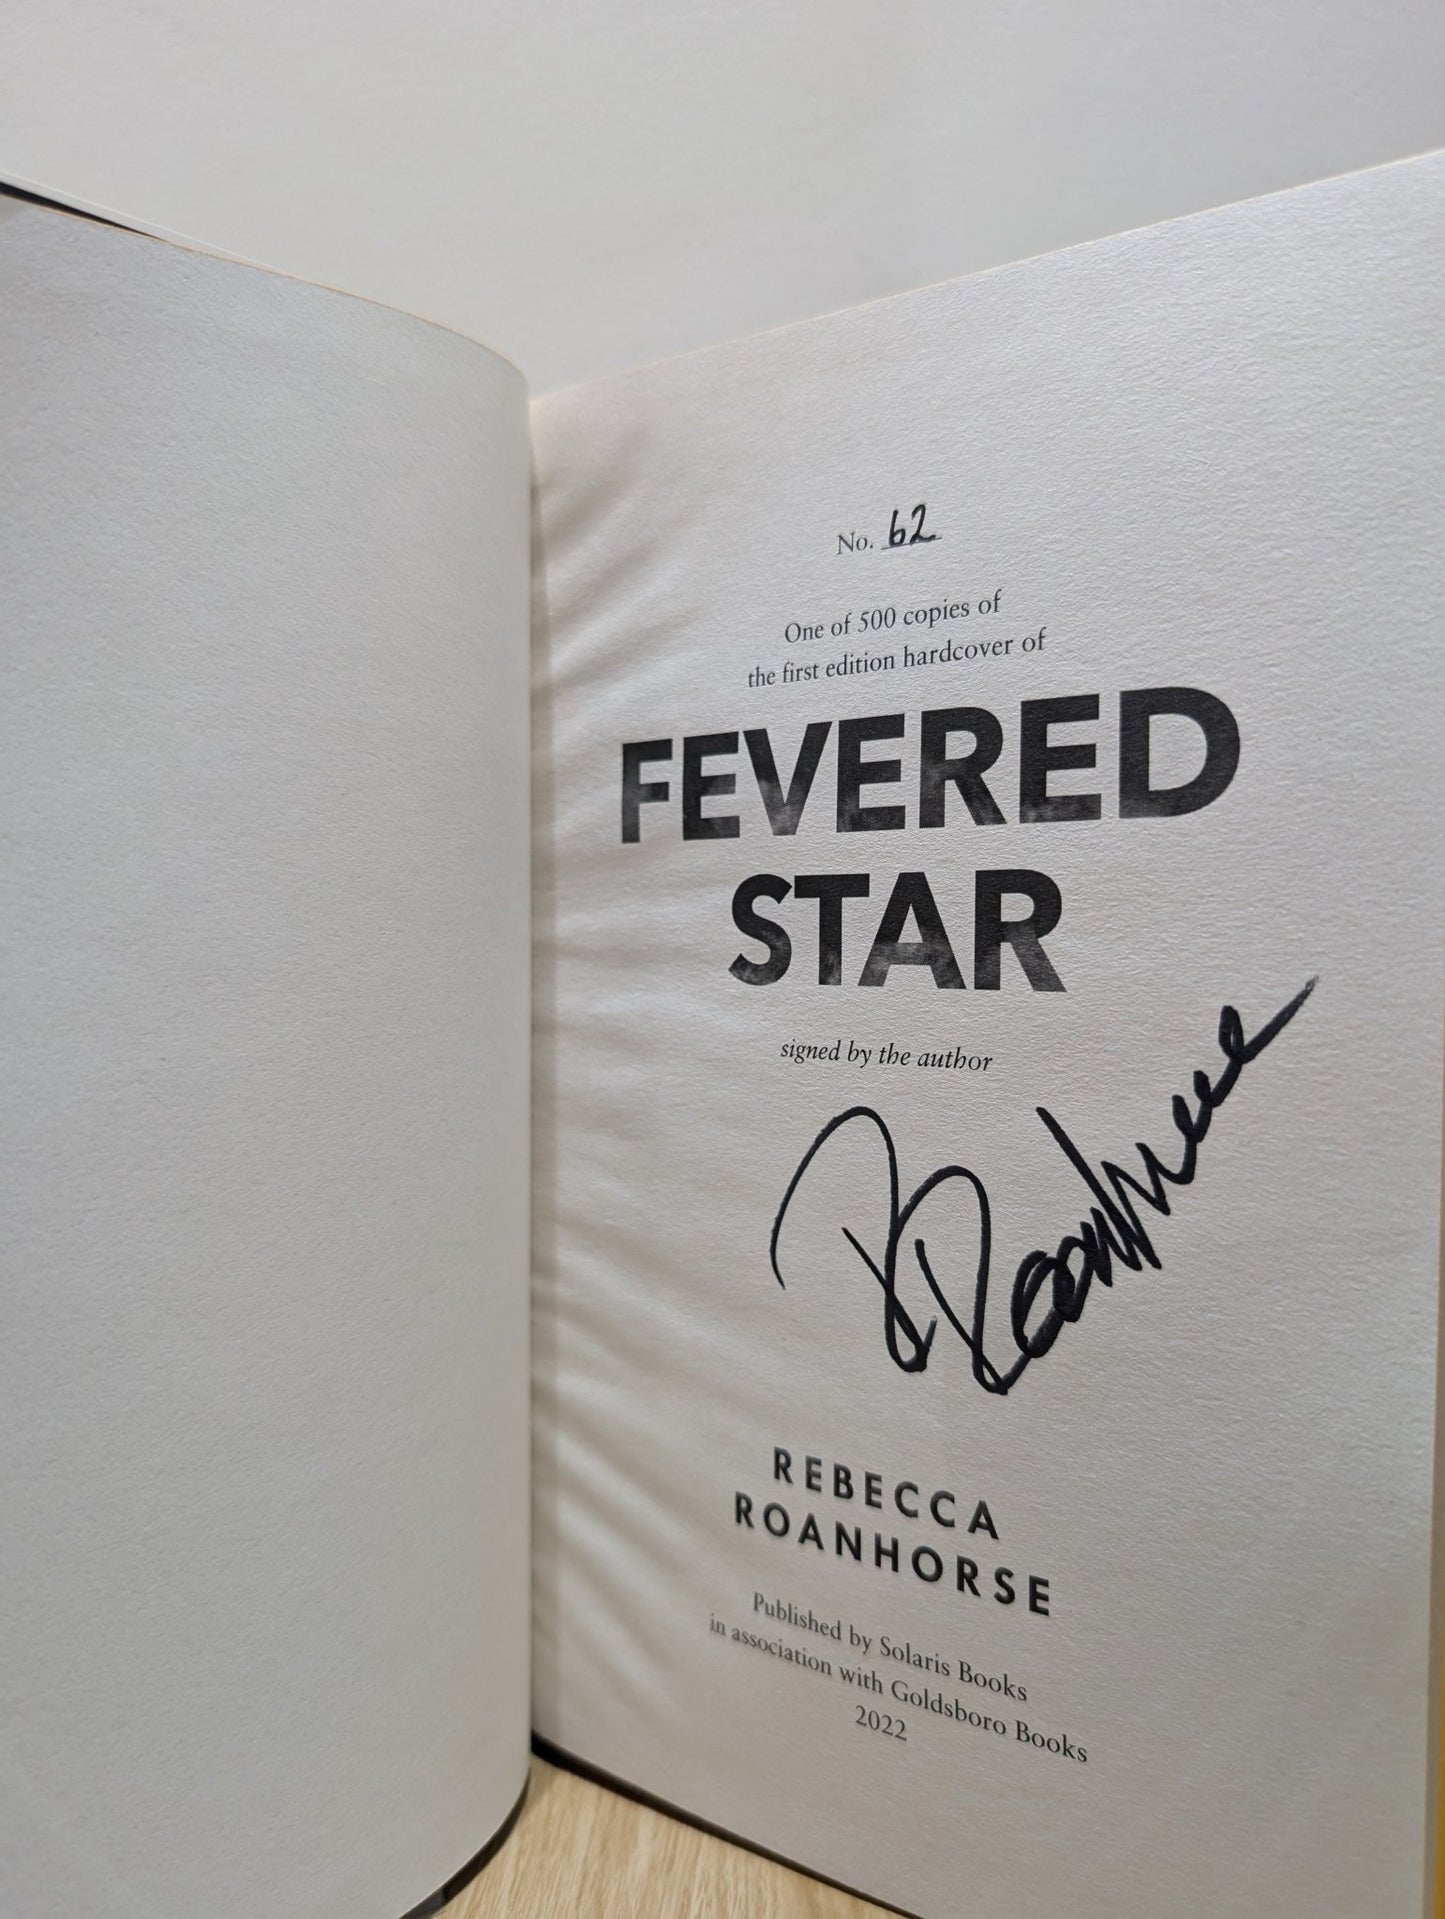 No. 62
One of 500 copies of
the first edition hardcover of
FEVERED
STAR
signed by the author
REBECCA
ROANHORSE
Published by Solaris Books
in association with Goldsboro Books
2022